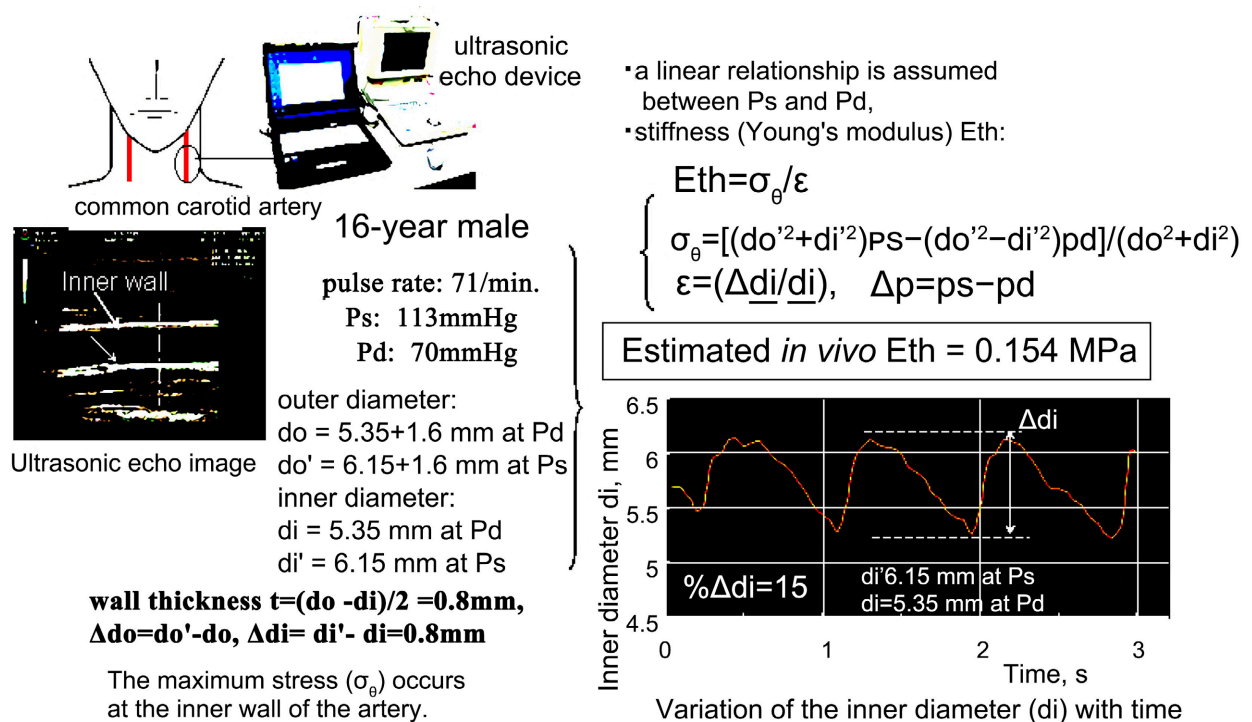 ultrasonic
echo device
common carotid artery
16-year male
Inner wall
Ultrasonic echo image
pulse rate: 71/min.
Ps: 113mmHg
Pd: 70mmHg
outer diameter:
do = 5.35+1.6 mm at Pd
do' = 6.15+1.6 mm at Ps
inner diameter:
di = 5.35 mm at Pd
di' = 6.15 mm at Ps
wall thickness t=(do -di)/2 =0.8mm,
Δdo=do'-do, Δdi= di'- di=0.8mm
The maximum stress (σθ) occurs
at the inner wall of the artery.
･a linear relationship is assumed
between Ps and Pd,
･stiffness (Young's modulus) Eth:
Eth=σθ/ε
σθ=[(do'²+di'²)PS−(do'²−di'²)pd]/(do²+di²)
ε=(Δdi/di), Δp=ps−pd
Estimated in vivo Eth = 0.154 MPa
Inner diameter di, mm
6.5
6
5.5
5
4.5
Δdi
%Δdi=15
di'6.15 mm at Ps
di=5.35 mm at Pd
0 1 2 3
Time, s
Variation of the inner diameter (di) with time